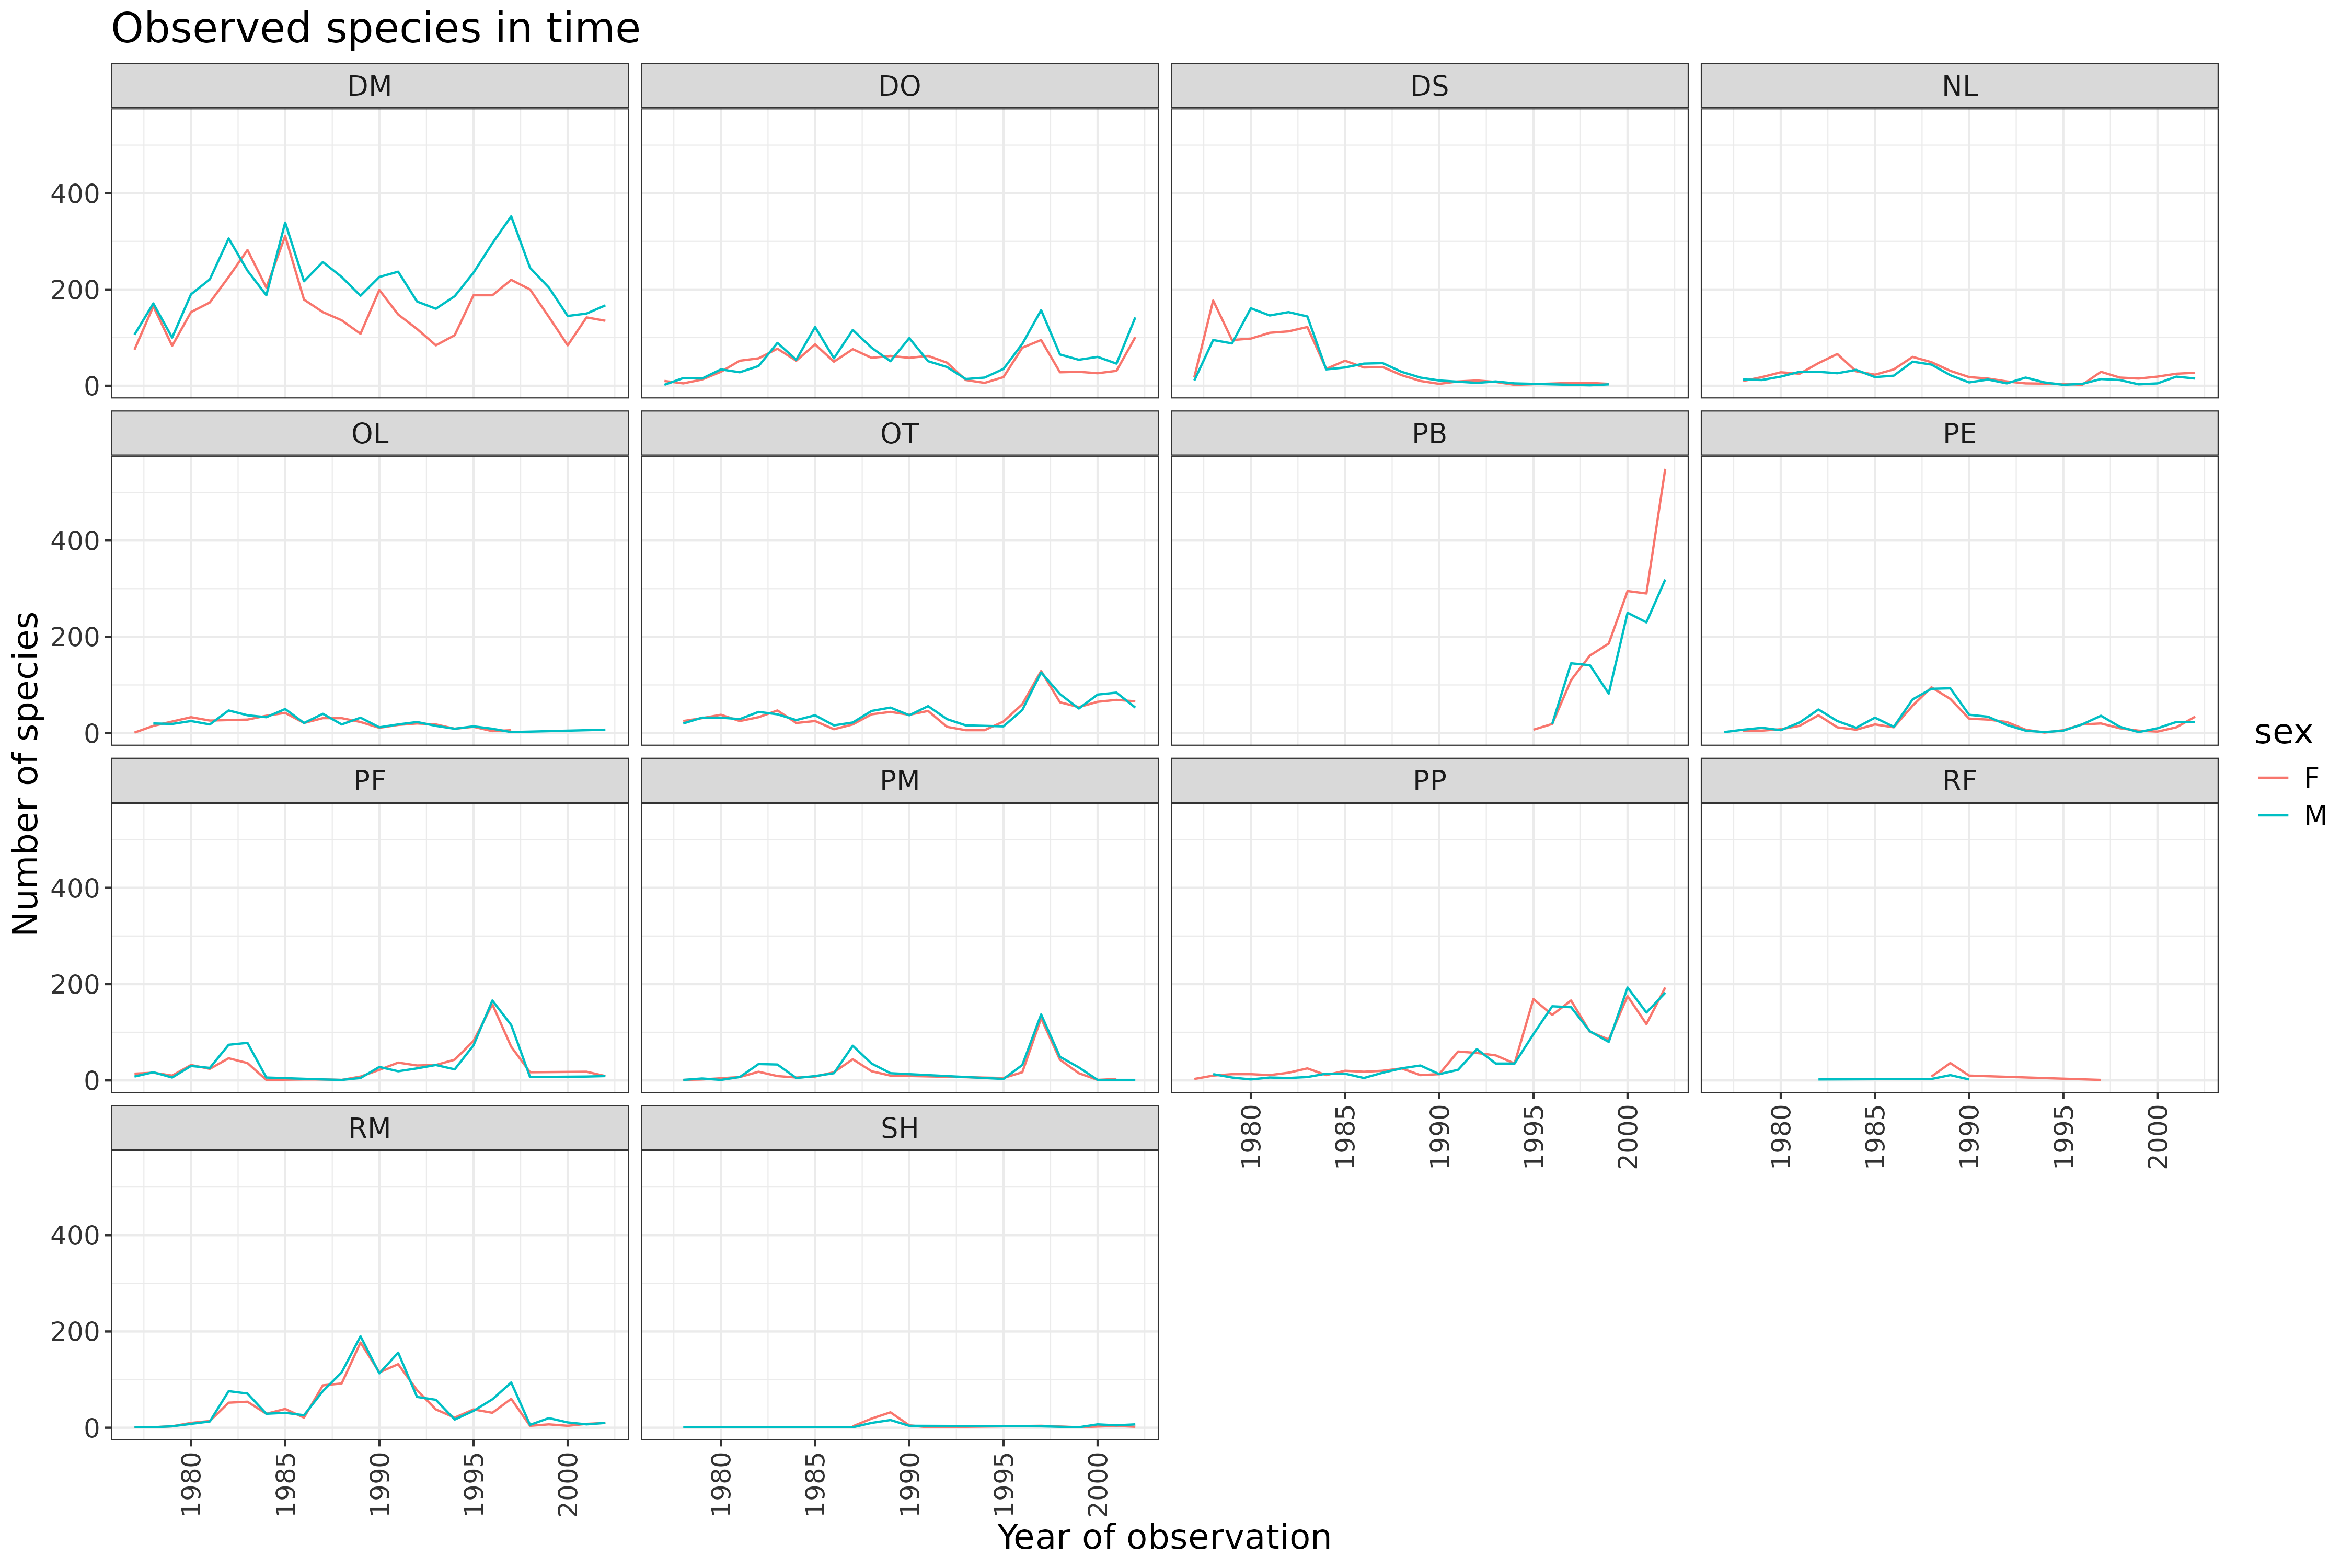 Observed species in time
DM DO DS NL
400
200
0
OL OT PB PE
400
200
0
PF PM PP RF
400
200
0
1980 1985 1990 1995 2000 1980 1985 1990 1995 2000
RM SH
400
200
0
1980 1985 1990 1995 2000 1980 1985 1990 1995 2000
Year of observation
Number of species
sex
F
M